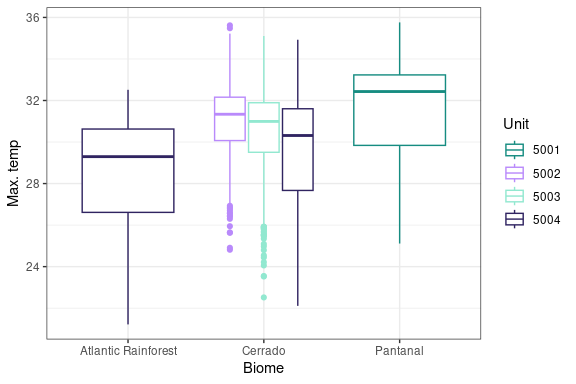 Max. temp
36
32
28
24
Atlantic Rainforest
Cerrado
Pantanal
Biome
Unit
5001
5002
5003
5004